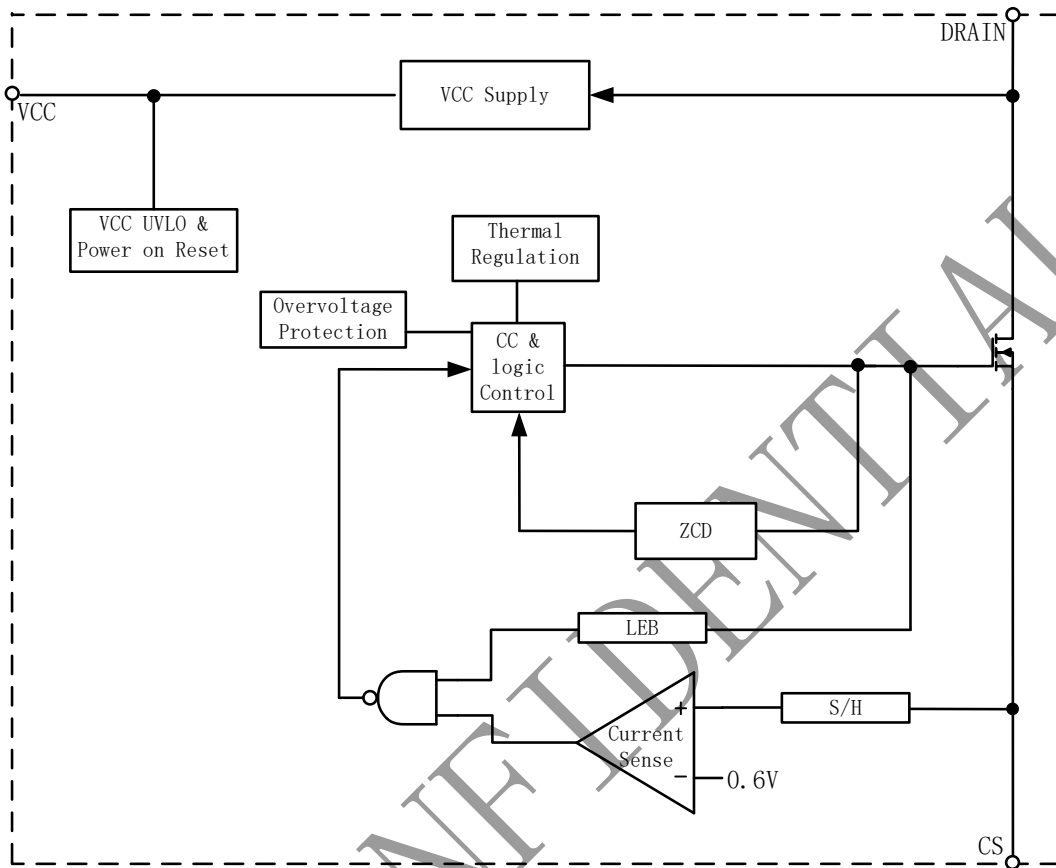 DRAIN
VCC
VCC Supply
VCC UVLO &
Power on Reset
Thermal
Regulation
Overvoltage
Protection
CC &
logic
Control
ZCD
LEB
S/H
+
Current
Sense
−
0.6V
CS
NFIDENTIAL